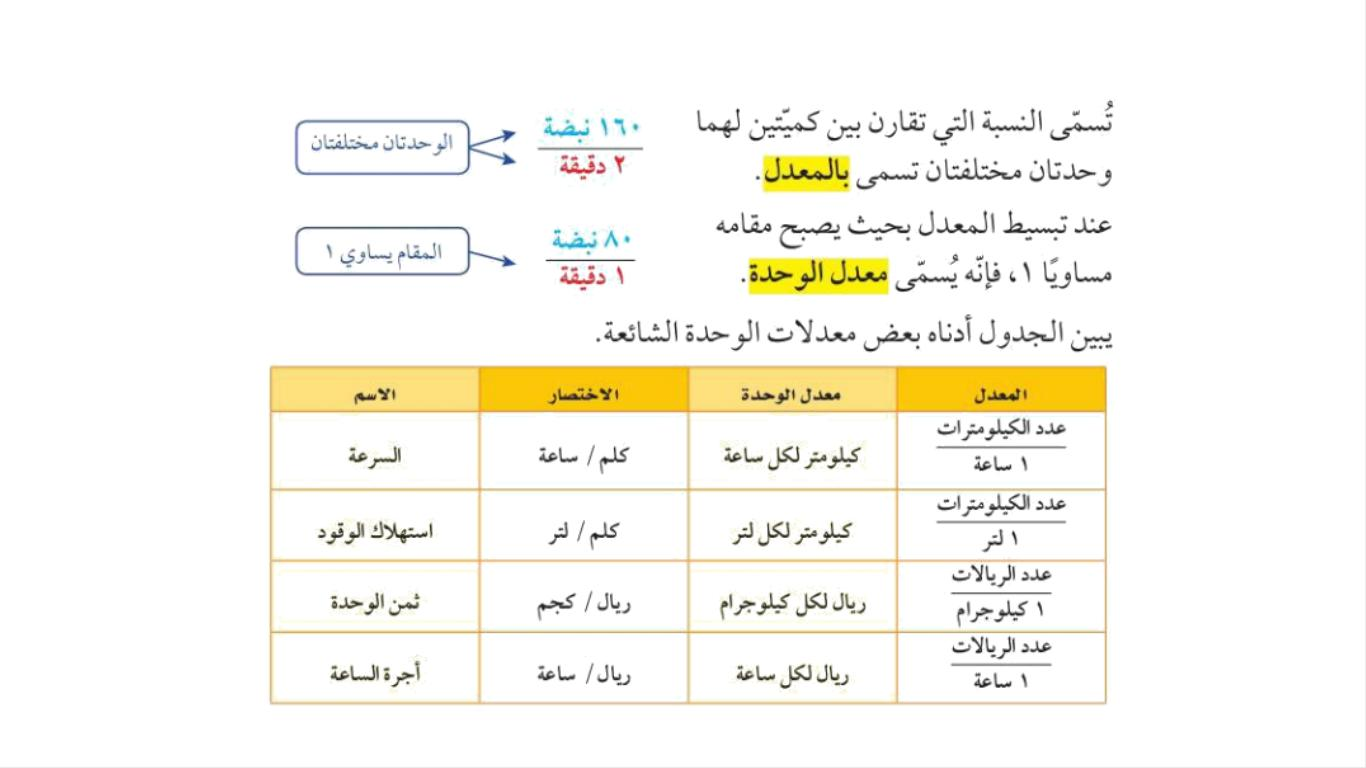 تُسمّى النسبة التي تقارن بين كميّتين لهما
وحدتان مختلفتان تسمى بالمعدل.
١٦٠ نبضة
٢ دقيقة
الوحدتان مختلفتان
عند تبسيط المعدل بحيث يصبح مقامه
مساويًا ١، فإنّه يُسمّى معدل الوحدة.
٨٠ نبضة
١ دقيقة
المقام يساوي ١
يبين الجدول أدناه بعض معدلات الوحدة الشائعة.
المعدل معدل الوحدة الاختصار الاسم
عدد الكيلومترات
١ ساعة
كيلومتر لكل ساعة كلم / ساعة السرعة
عدد الكيلومترات
١ لتر
كيلومتر لكل لتر كلم / لتر استهلاك الوقود
عدد الريالات
١ كيلوجرام
ريال لكل كيلوجرام ريال / كجم ثمن الوحدة
عدد الريالات
١ ساعة
ريال لكل ساعة ريال / ساعة أجرة الساعة